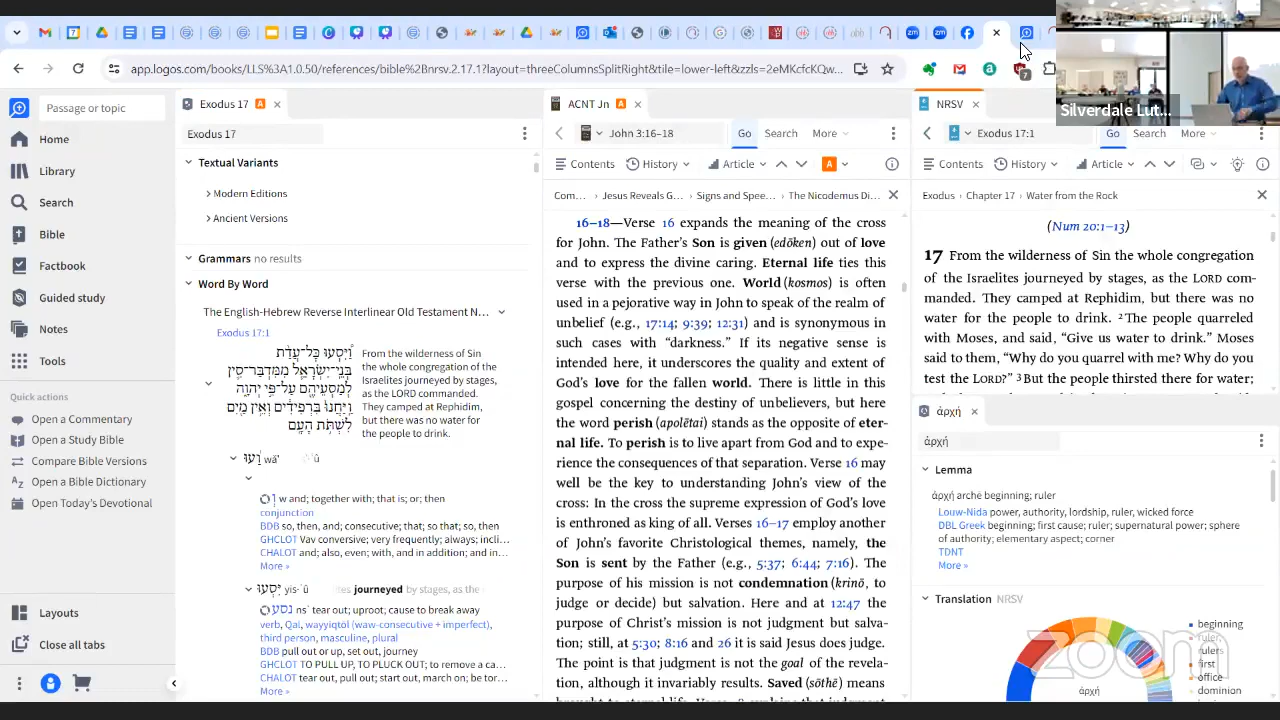 app.logos.com/books/LLS%3A1.0.50/references/bible%2Bnrsv.2.17.1?layout=threeColumnsSplitRight&tile=lower-left&zzls=2eMKcfcKQw...
7
Silverdale Lut...
Passage or topic
Home
Library
Search
Bible
Factbook
Guided study
Notes
Tools
Quick actions
Open a Commentary
Open a Study Bible
Compare Bible Versions
Open a Bible Dictionary
Open Today's Devotional
Layouts
Close all tabs
Exodus 17 A
Exodus 17
Textual Variants
Modern Editions
Ancient Versions
Grammars no results
Word By Word
The English-Hebrew Reverse Interlinear Old Testament N...
Exodus 17:1
וַ֠יִּסְעוּ כָּל־עֲדַ֨ת
בְּנֵי־יִשְׂרָאֵ֧ל מִמִּדְבַּר־סִ֛ין
לְמַסְעֵיהֶ֖ם עַל־פִּ֣י יְהוָ֑ה
וַֽיַּחֲנוּ֙ בִּרְפִידִ֔ים וְאֵ֥ין מַ֖יִם
לִשְׁתֹּ֥ת הָעָֽם
From the wilderness of Sin
the whole congregation of the
Israelites journeyed by stages,
as the LORD commanded.
They camped at Rephidim,
but there was no water for
the people to drink.
w and; together with; that is; or; then
conjunction
BDB so, then, and; consecutive; that; so that; so, then
GHCLOT Vav conversive; very frequently; always; incli...
CHALOT and; also, even; with, and in addition; and in...
More »
journeyed by stages, as the
נסע ns' tear out; uproot; cause to break away
verb, Qal, wayyiqtōl (waw-consecutive + imperfect),
third person, masculine, plural
BDB pull out or up, set out, journey
GHCLOT TO PULL UP, TO PLUCK OUT; to remove a ca...
CHALOT tear out, pull out; start out, march on; be tor...
More »
ACNT Jn A
John 3:16–18
Go Search More
Contents History Article A
Com... › Jesus Reveals G... › Signs and Spee... › The Nicodemus Di...
16–18—Verse 16 expands the meaning of the cross
for John. The Father's Son is given (edōken) out of love
and to express the divine caring. Eternal life ties this
verse with the previous one. World (kosmos) is often
used in a pejorative way in John to speak of the realm of
unbelief (e.g., 17:14; 9:39; 12:31) and is synonymous in
such cases with “darkness.” If its negative sense is
intended here, it underscores the quality and extent of
God's love for the fallen world. There is little in this
gospel concerning the destiny of unbelievers, but here
the word perish (apolētai) stands as the opposite of eter-
nal life. To perish is to live apart from God and to expe-
rience the consequences of that separation. Verse 16 may
well be the key to understanding John's view of the
cross: In the cross the supreme expression of God's love
is enthroned as king of all. Verses 16–17 employ another
of John's favorite Christological themes, namely, the
Son is sent by the Father (e.g., 5:37; 6:44; 7:16). The
purpose of his mission is not condemnation (krinō, to
judge or decide) but salvation. Here and at 12:47 the
purpose of Christ's mission is not judgment but salva-
tion; still, at 5:30; 8:16 and 26 it is said Jesus does judge.
The point is that judgment is not the goal of the revela-
tion, although it invariably results. Saved (sōthē) means
NRSV
Exodus 17:1
Go Search More
Contents History Article
Exodus › Chapter 17 › Water from the Rock
(Num 20:1–13)
17 From the wilderness of Sin the whole congregation
of the Israelites journeyed by stages, as the LORD com-
manded. They camped at Rephidim, but there was no
water for the people to drink. 2 The people quarreled
with Moses, and said, “Give us water to drink.” Moses
said to them, “Why do you quarrel with me? Why do you
test the LORD?” 3 But the people thirsted there for water;
ἀρχή
ἀρχή
Lemma
ἀρχή archē beginning; ruler
Louw-Nida power, authority, lordship, ruler, wicked force
DBL Greek beginning; first cause; ruler; supernatural power; sphere
of authority; elementary aspect; corner
TDNT
More »
Translation NRSV
ἀρχή
beginning
ruler,
rulers
first
office
dominion
zoom